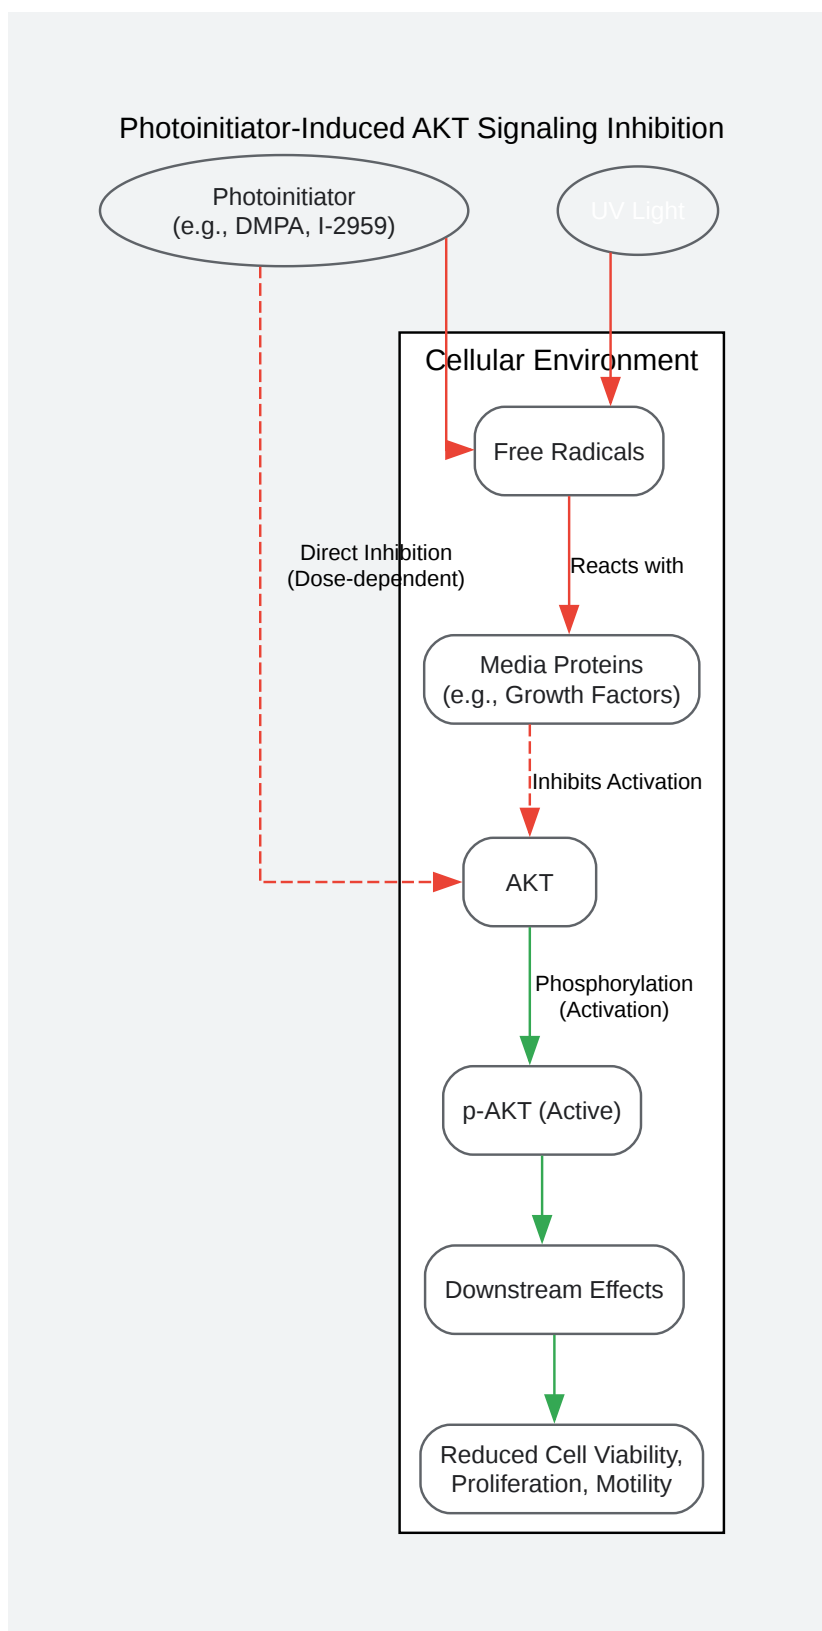 Photoinitiator-Induced AKT Signaling Inhibition
Photoinitiator
(e.g., DMPA, I-2959)
UV Light
Cellular Environment
Free Radicals
Direct Inhibition
(Dose-dependent)
Reacts with
Media Proteins
(e.g., Growth Factors)
Inhibits Activation
AKT
Phosphorylation
(Activation)
p-AKT (Active)
Downstream Effects
Reduced Cell Viability,
Proliferation, Motility